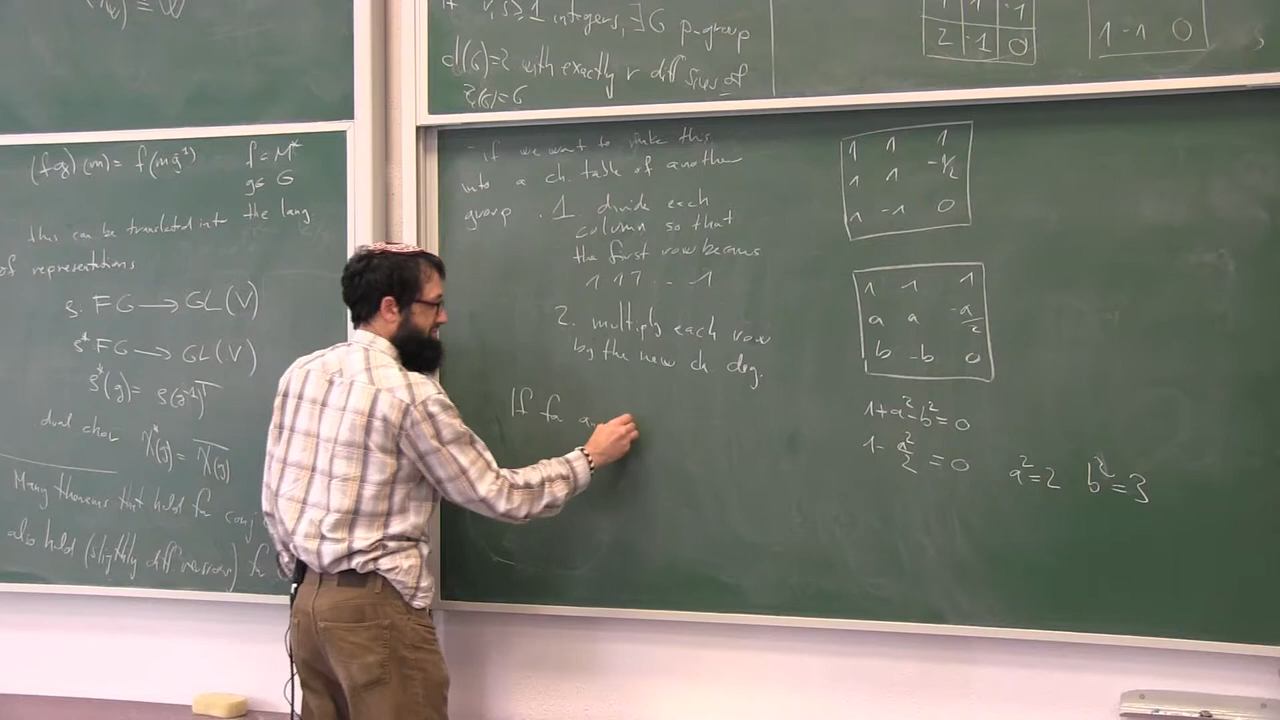 ≅ W
(fg)(m) = f(mg⁻¹) f ∈ M*
g ∈ G
this can be translated into the lang
of representations
ρ: FG → GL(V)
ρ* FG → GL(V)
ρ*(g) = ρ(g⁻¹)ᵀ
dual char χ*(g) = χ(g)
Many theorems that hold for conj
also hold (slightly diff version) for
r, s ≥ 1 integers, ∃ G p-group
d(G)=2 with exactly r diff sizes of
= G
2 -1 0
1 -1 0
- if we want to make this
into a ch. table of another
group . 1 divide each
column so that
the first row becomes
1 1 1 .. 1
2. multiply each row
by the new ch deg.
If for
1 1 1
1 1 -1/2
1 -1 0
1 1 1
a a -a/2
b -b 0
1+a²-b²=0
1-a²/2=0
a²=2 b²=3